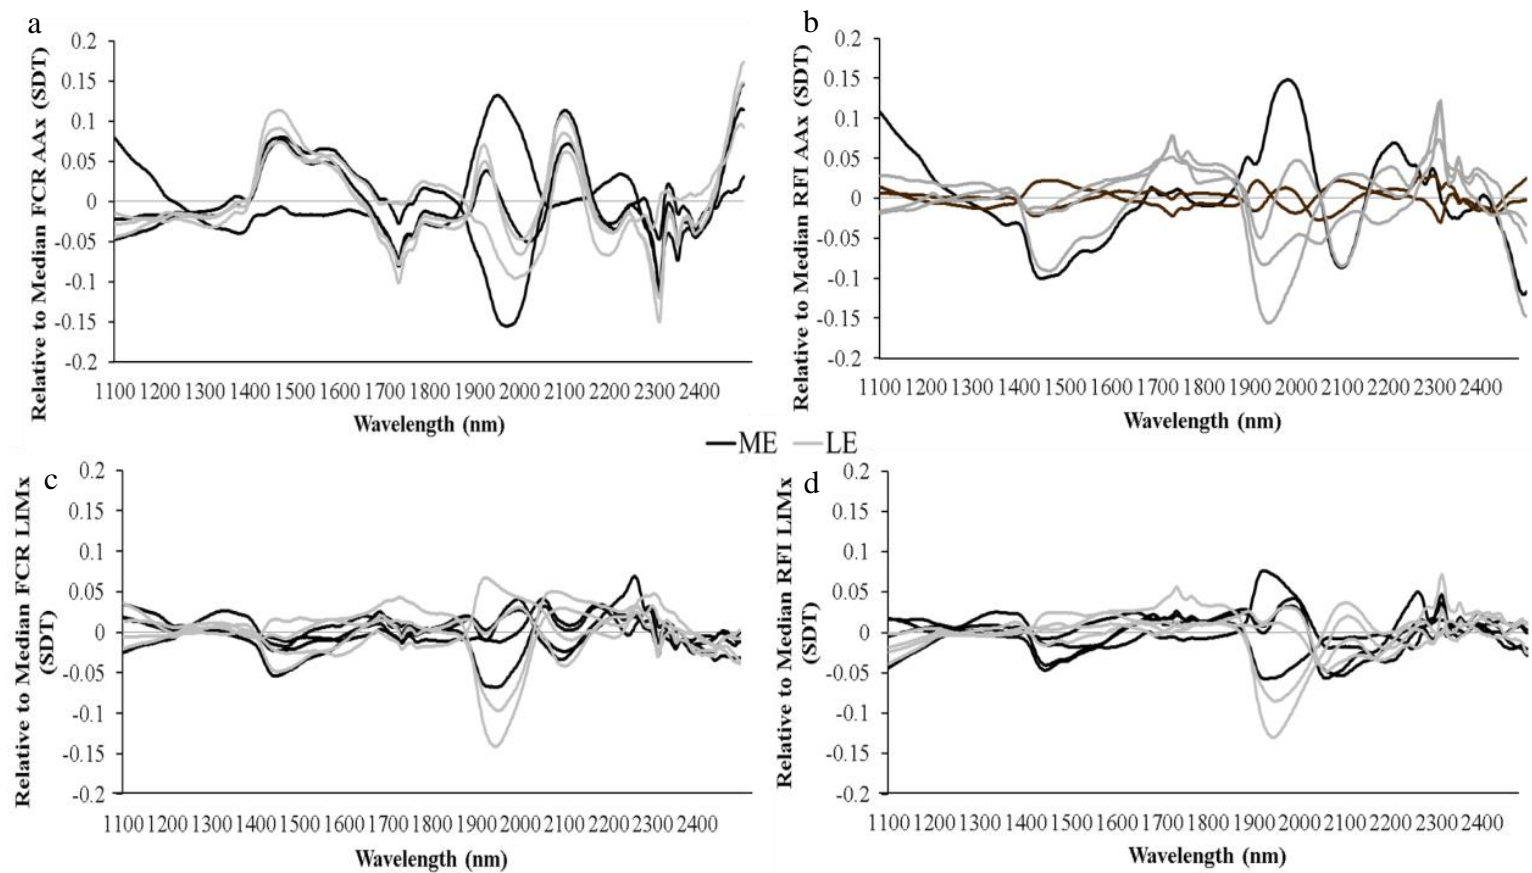 a
Relative to Median FCR AAx (SDT)
0.2
0.15
0.1
0.05
0
-0.05
-0.1
-0.15
-0.2
1100 1200 1300 1400 1500 1600 1700 1800 1900 2000 2100 2200 2300 2400
Wavelength (nm)
b
Relative to Median RFI AAx (SDT)
0.2
0.15
0.1
0.05
0
-0.05
-0.1
-0.15
-0.2
1100 1200 1300 1400 1500 1600 1700 1800 1900 2000 2100 2200 2300 2400
Wavelength (nm)
ME LE
c
Relative to Median FCR LIMx
(SDT)
0.2
0.15
0.1
0.05
0
-0.05
-0.1
-0.15
-0.2
1100 1200 1300 1400 1500 1600 1700 1800 1900 2000 2100 2200 2300 2400
Wavelength (nm)
d
Relative to Median RFI LIMx
(SDT)
0.2
0.15
0.1
0.05
0
-0.05
-0.1
-0.15
-0.2
1100 1200 1300 1400 1500 1600 1700 1800 1900 2000 2100 2200 2300 2400
Wavelength (nm)